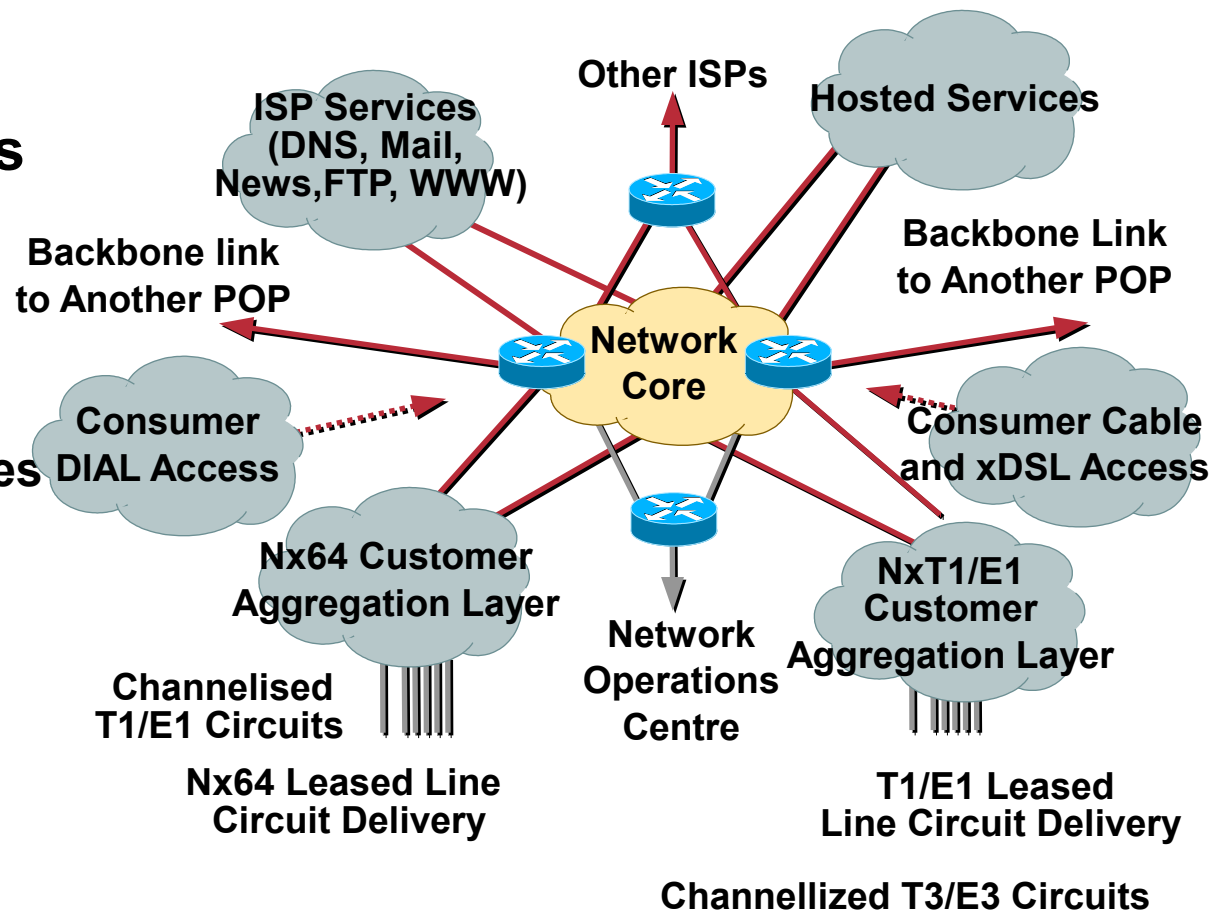 Other ISPs
Hosted Services
ISP Services
(DNS, Mail,
News,FTP, WWW)
s
Backbone link
to Another POP
Backbone Link
to Another POP
Network
Core
Consumer
DIAL Access
es
Consumer Cable
and xDSL Access
Nx64 Customer
Aggregation Layer
NxT1/E1
Customer
Aggregation Layer
Network
Operations
Centre
Channelised
T1/E1 Circuits
Nx64 Leased Line
Circuit Delivery
T1/E1 Leased
Line Circuit Delivery
Channellized T3/E3 Circuits